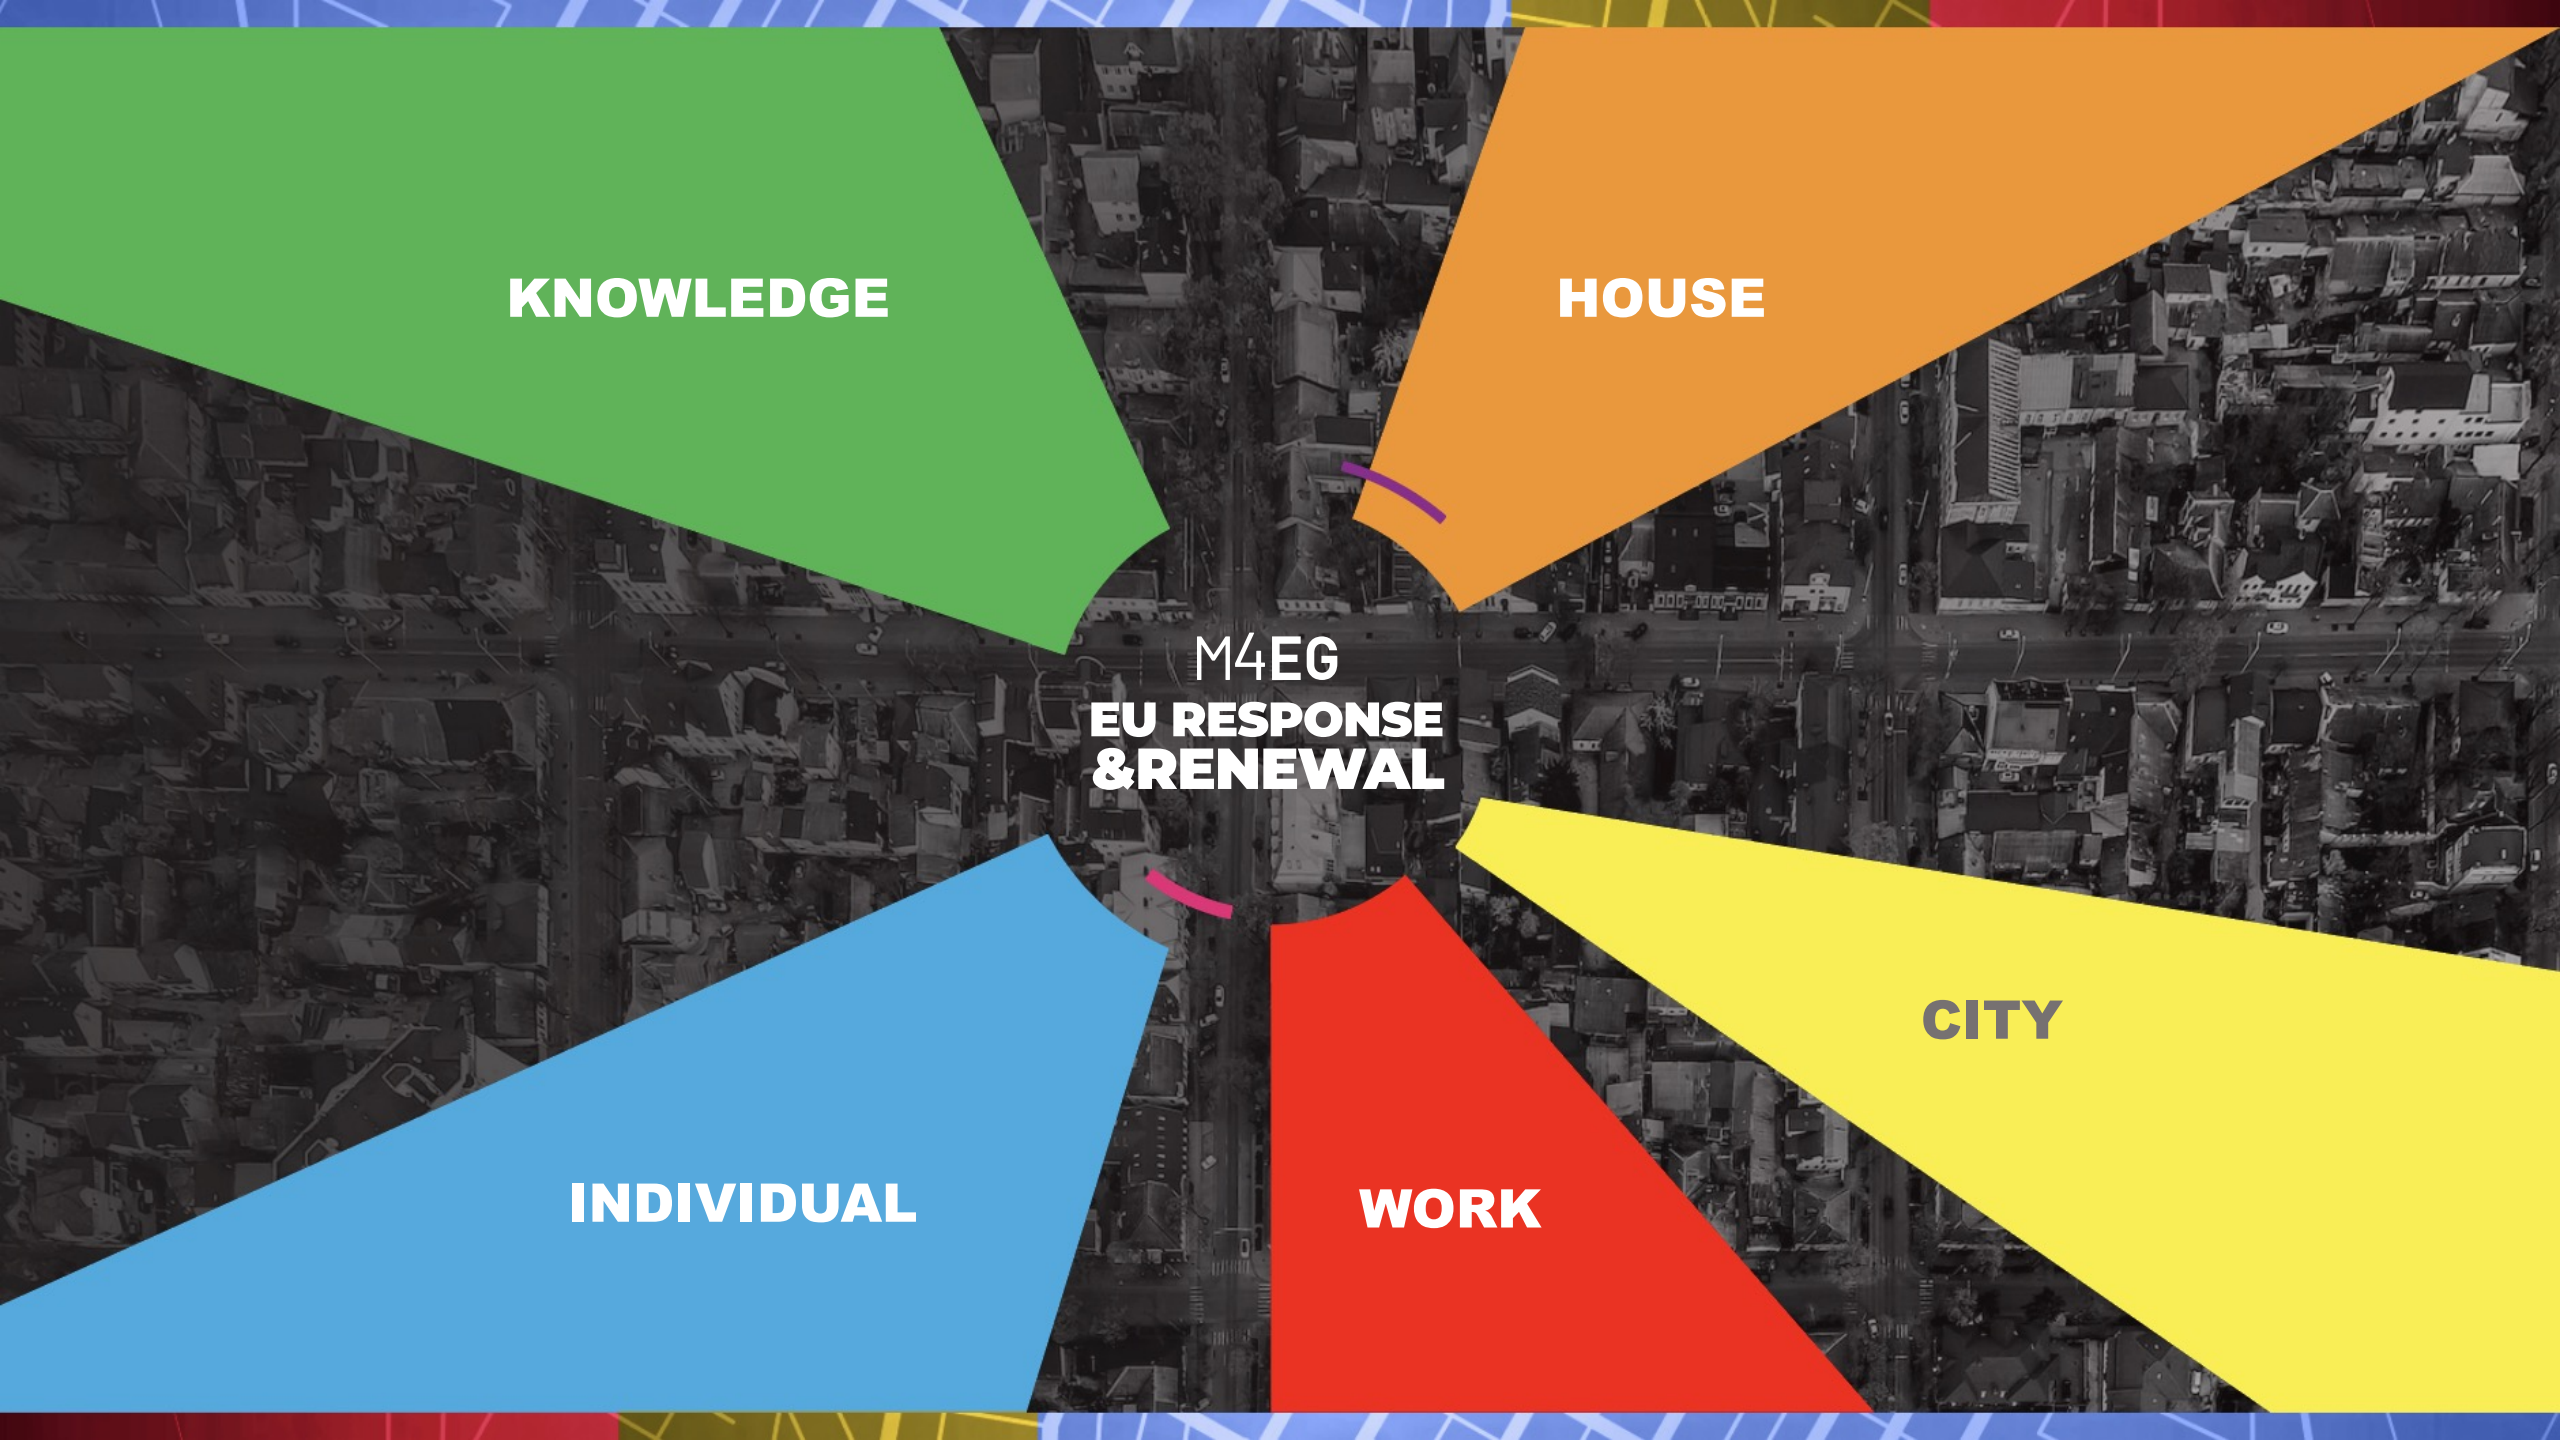 KNOWLEDGE
HOUSE
M4EG
EU RESPONSE
&RENEWAL
CITY
INDIVIDUAL
WORK